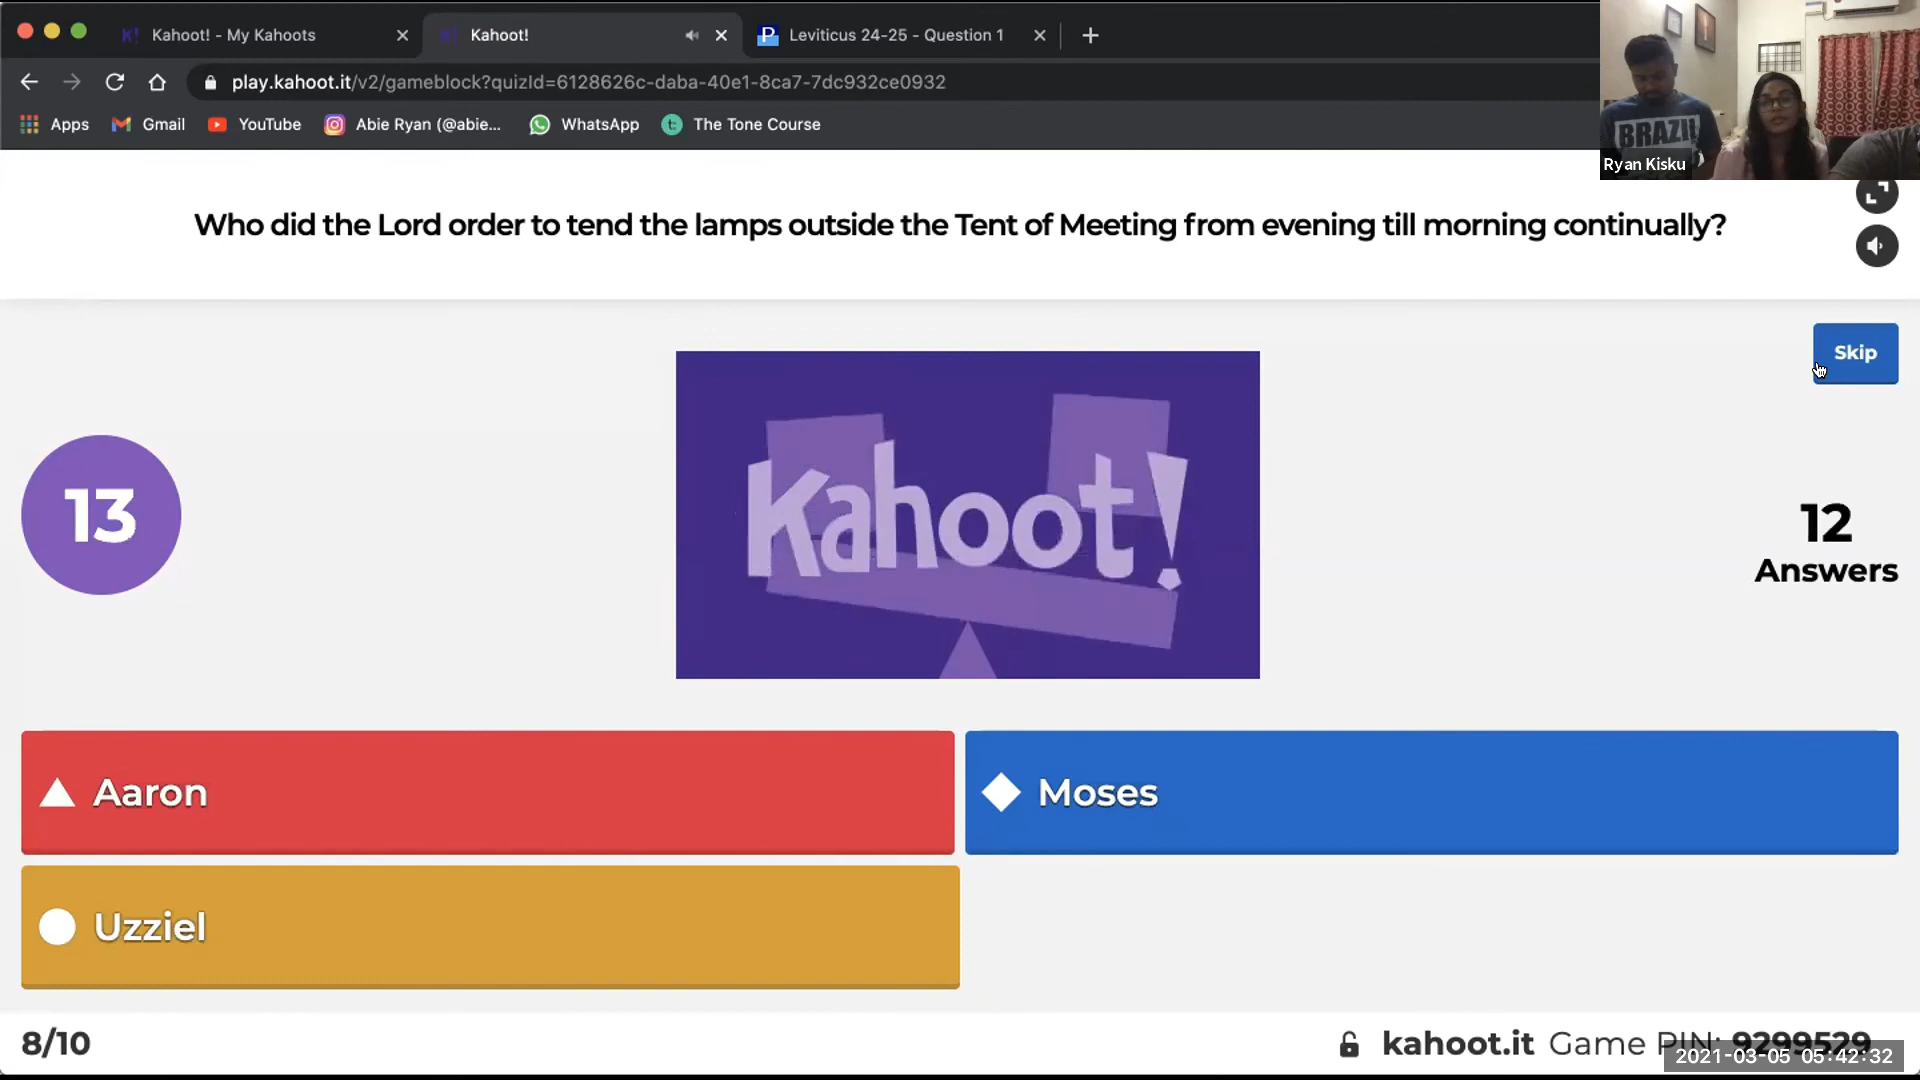 Kahoot! - My Kahoots
Kahoot!
Leviticus 24-25 - Question 1
play.kahoot.it/v2/gameblock?quizId=6128626c-daba-40e1-8ca7-7dc932ce0932
Apps
Gmail
YouTube
Abie Ryan (@abie...
WhatsApp
The Tone Course
BRAZIL
Ryan Kisku
Who did the Lord order to tend the lamps outside the Tent of Meeting from evening till morning continually?
Skip
13
Kahoot!
12
Answers
Aaron
Moses
Uzziel
8/10
kahoot.it Game PIN: 9299529
2021-03-05 05:42:32